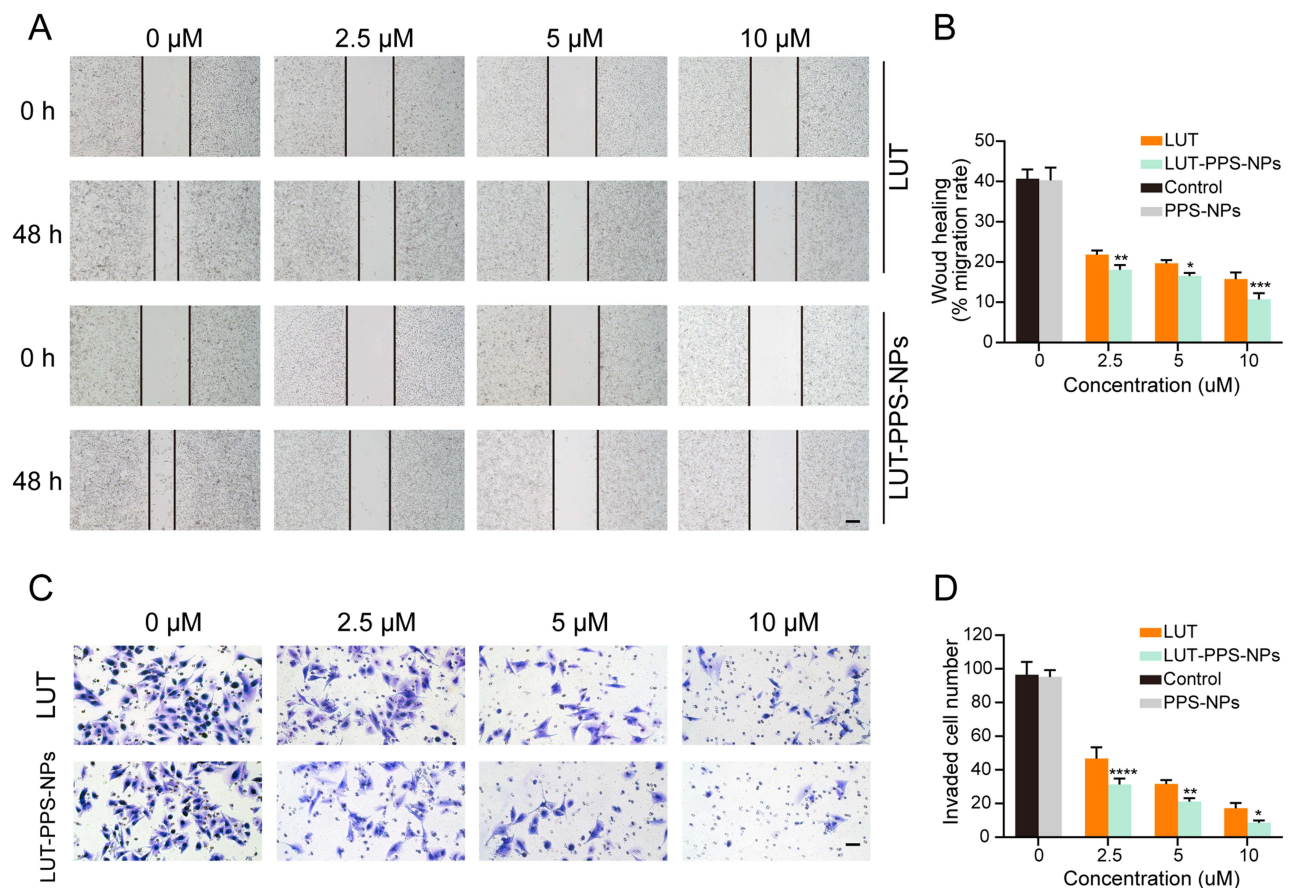 A
0 µM 2.5 µM 5 µM 10 µM
0 h
48 h
LUT
0 h
48 h
LUT-PPS-NPs
B
LUT
LUT-PPS-NPs
Control
PPS-NPs
Woud healing
(% migration rate)
50
40
30
20
10
0
** * ***
0 2.5 5 10
Concentration (uM)
C
0 µM 2.5 µM 5 µM 10 µM
LUT
LUT-PPS-NPs
D
LUT
LUT-PPS-NPs
Control
PPS-NPs
Invaded cell number
120
100
80
60
40
20
0
**** ** *
0 2.5 5 10
Concentration (uM)